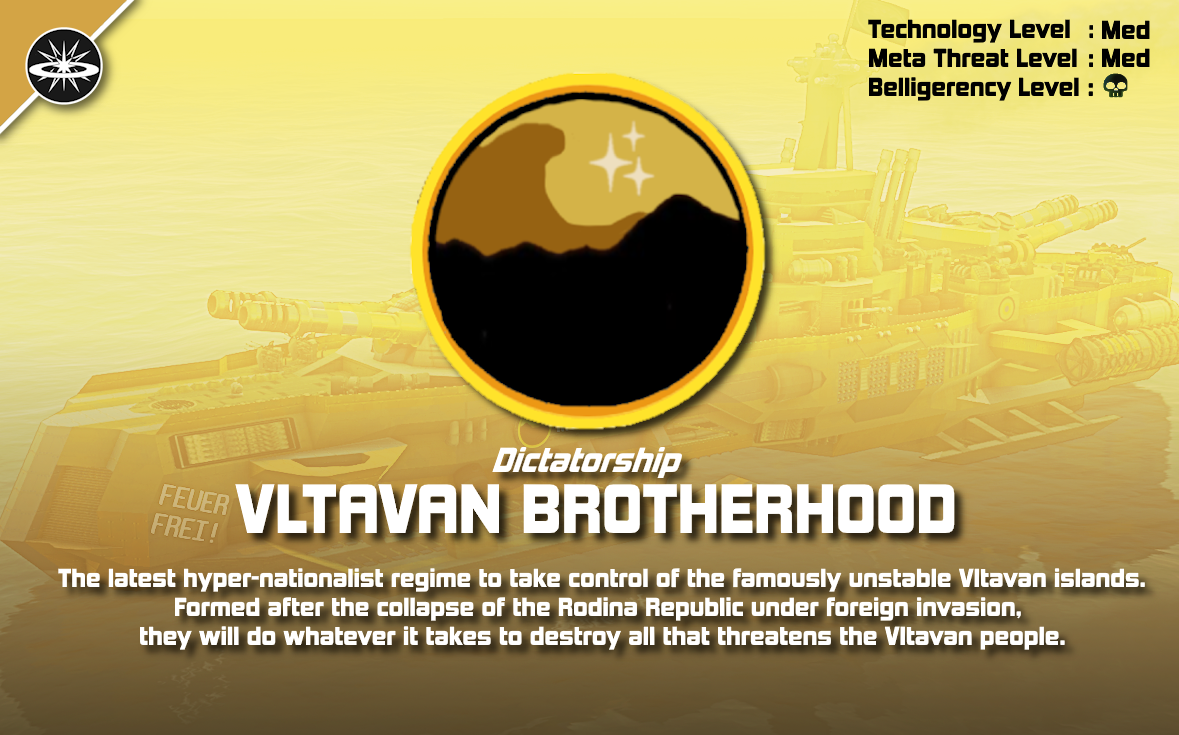 Technology Level : Med
Meta Threat Level : Med
Belligerency Level :
Dictatorship
VLTAVAN BROTHERHOOD
FEUER
FREI!
The latest hyper-nationalist regime to take control of the famously unstable Vltavan islands.
Formed after the collapse of the Rodina Republic under foreign invasion,
they will do whatever it takes to destroy all that threatens the Vltavan people.